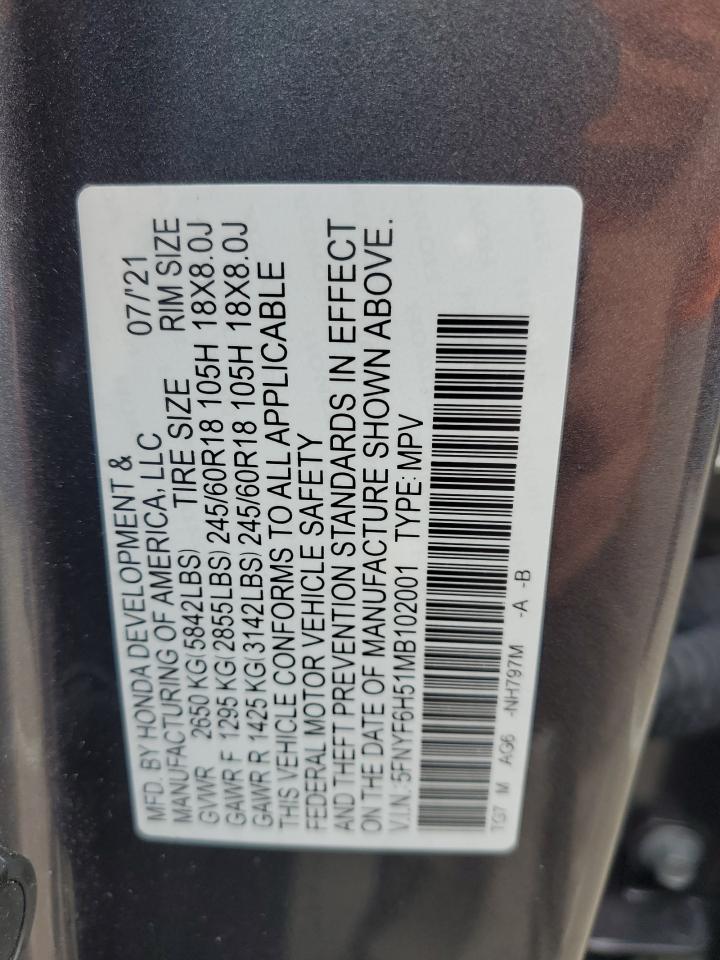 MFD. BY HONDA DEVELOPMENT & 07/'21
MANUFACTURING OF AMERICA, LLC
GVWR 2650 KG(5842LBS) TIRE SIZE RIM SIZE
GAWR F 1295 KG(2855LBS) 245/60R18 105H 18X8.0J
GAWR R 1425 KG(3142LBS) 245/60R18 105H 18X8.0J
THIS VEHICLE CONFORMS TO ALL APPLICABLE
FEDERAL MOTOR VEHICLE SAFETY
AND THEFT PREVENTION STANDARDS IN EFFECT
ON THE DATE OF MANUFACTURE SHOWN ABOVE.
V.I.N.: 5FNYF6H51MB102001 TYPE: MPV
TG7 M AG6 -NH797M -A -B